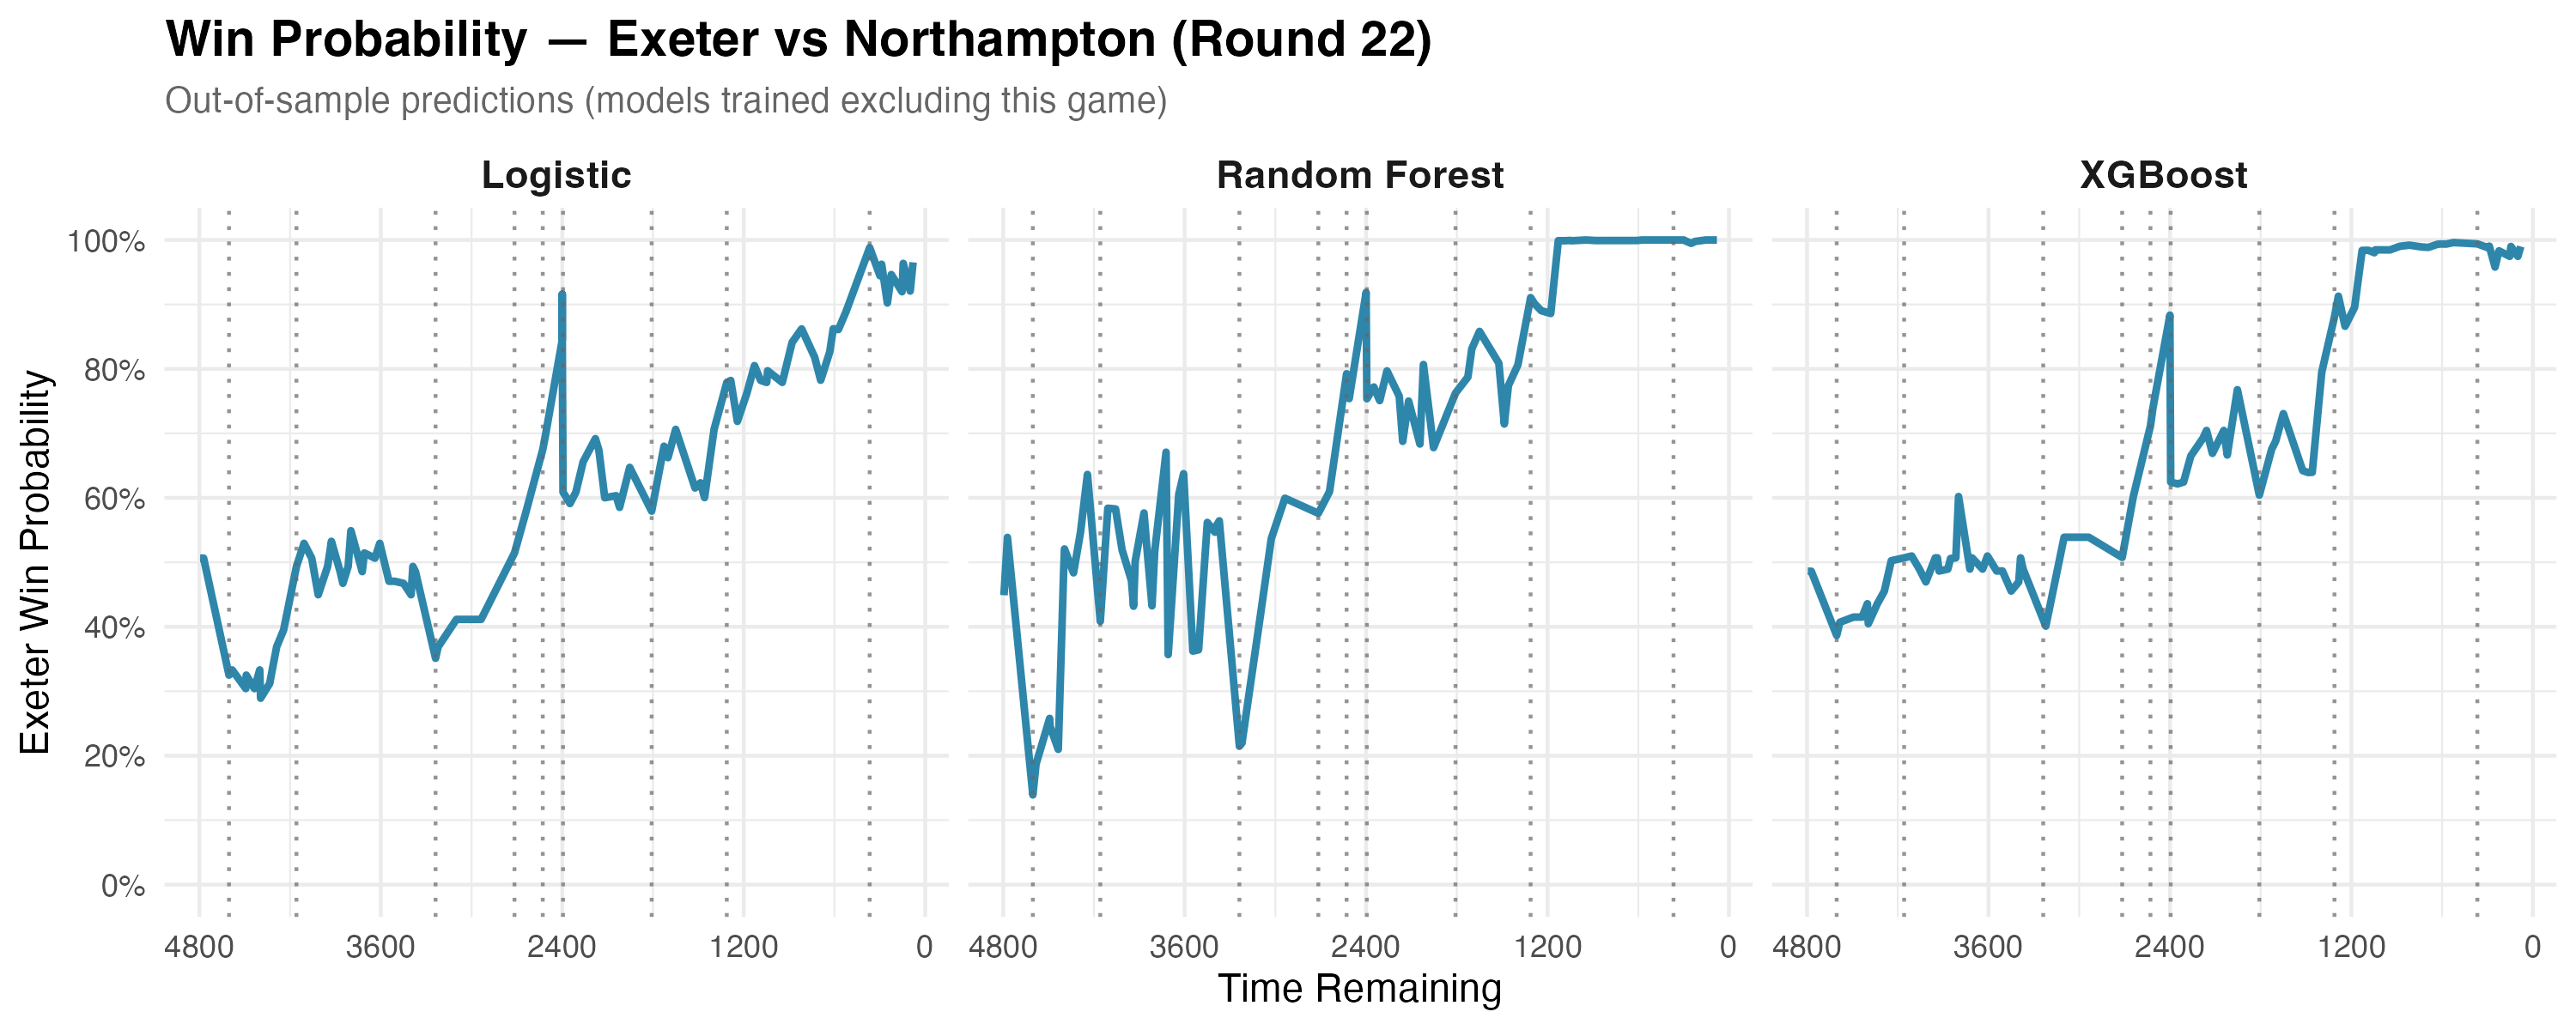 Win Probability — Exeter vs Northampton (Round 22)
Out-of-sample predictions (models trained excluding this game)
Logistic
Random Forest
XGBoost
Exeter Win Probability
100%
80%
60%
40%
20%
0%
4800 3600 2400 1200 0
4800 3600 2400 1200 0
4800 3600 2400 1200 0
Time Remaining